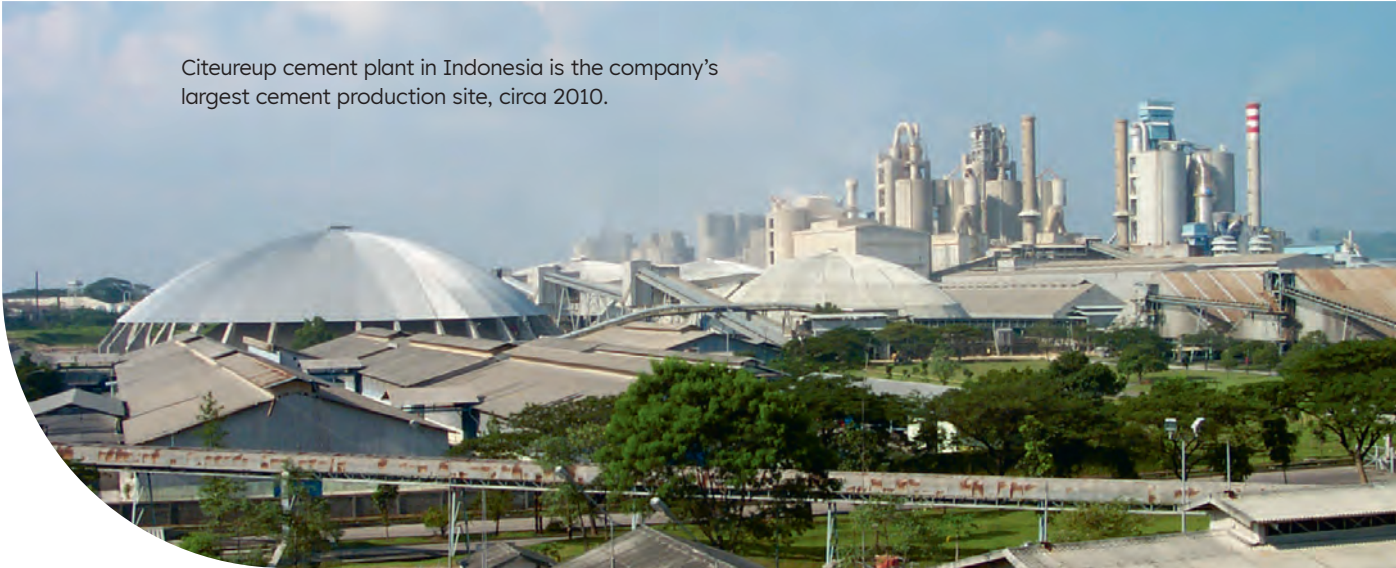 Citeureup cement plant in Indonesia is the company’s
largest cement production site, circa 2010.